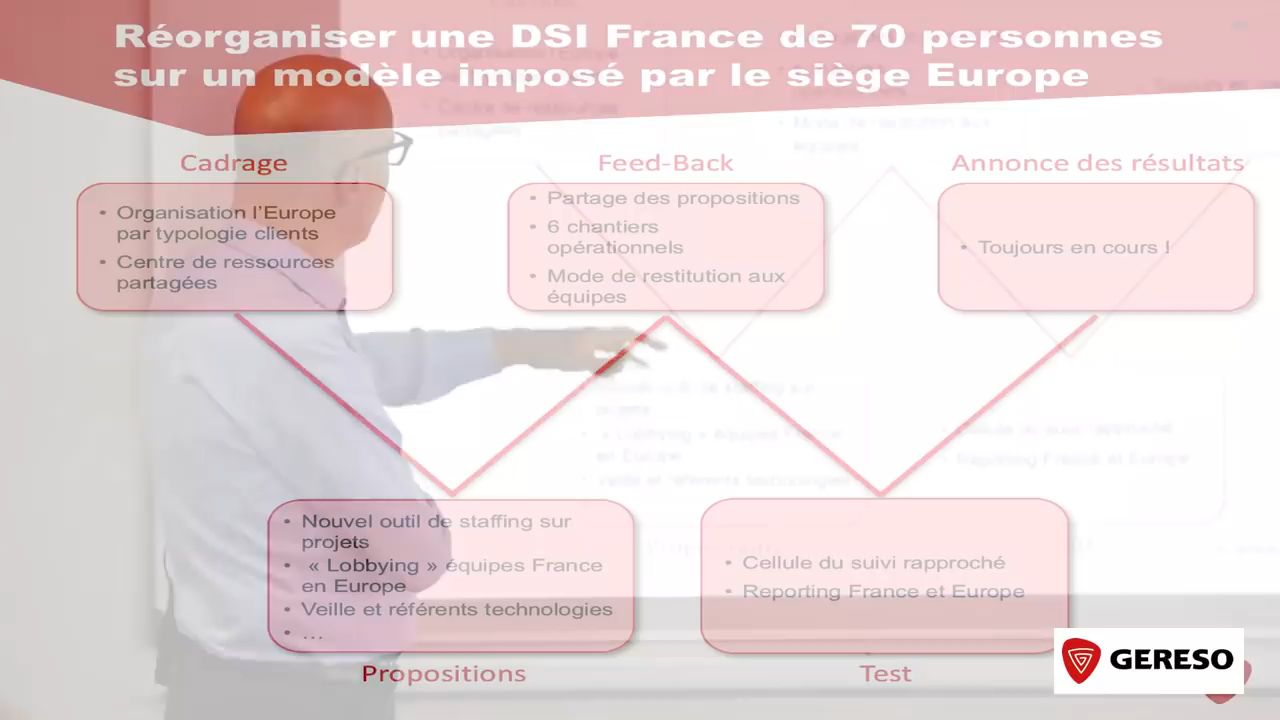 Réorganiser une DSI France de 70 personnes
sur un modèle imposé par le siège Europe
Cadrage
• Organisation l'Europe
par typologie clients
• Centre de ressources
partagées
Feed-Back
• Partage des propositions
• 6 chantiers
opérationnels
• Mode de restitution aux
équipes
Annonce des résultats
• Toujours en cours !
• Nouvel outil de staffing sur
projets
• « Lobbying » équipes France
en Europe
• Veille et référents technologies
• ...
Propositions
• Cellule du suivi rapproché
• Reporting France et Europe
Test
GERESO